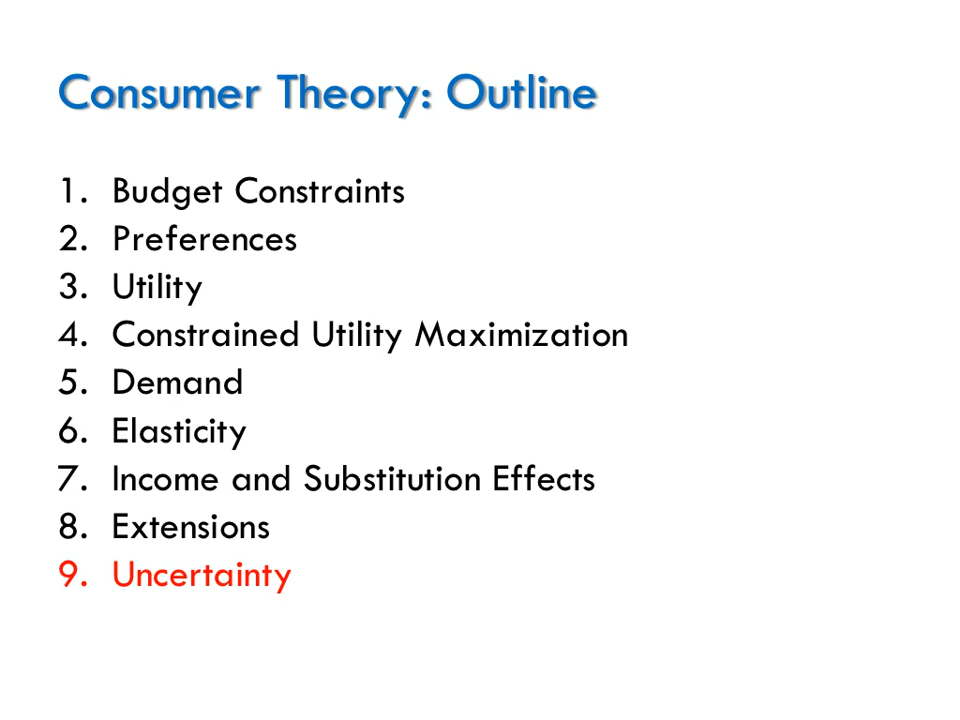 Consumer Theory: Outline
1. Budget Constraints
2. Preferences
3. Utility
4. Constrained Utility Maximization
5. Demand
6. Elasticity
7. Income and Substitution Effects
8. Extensions
9. Uncertainty